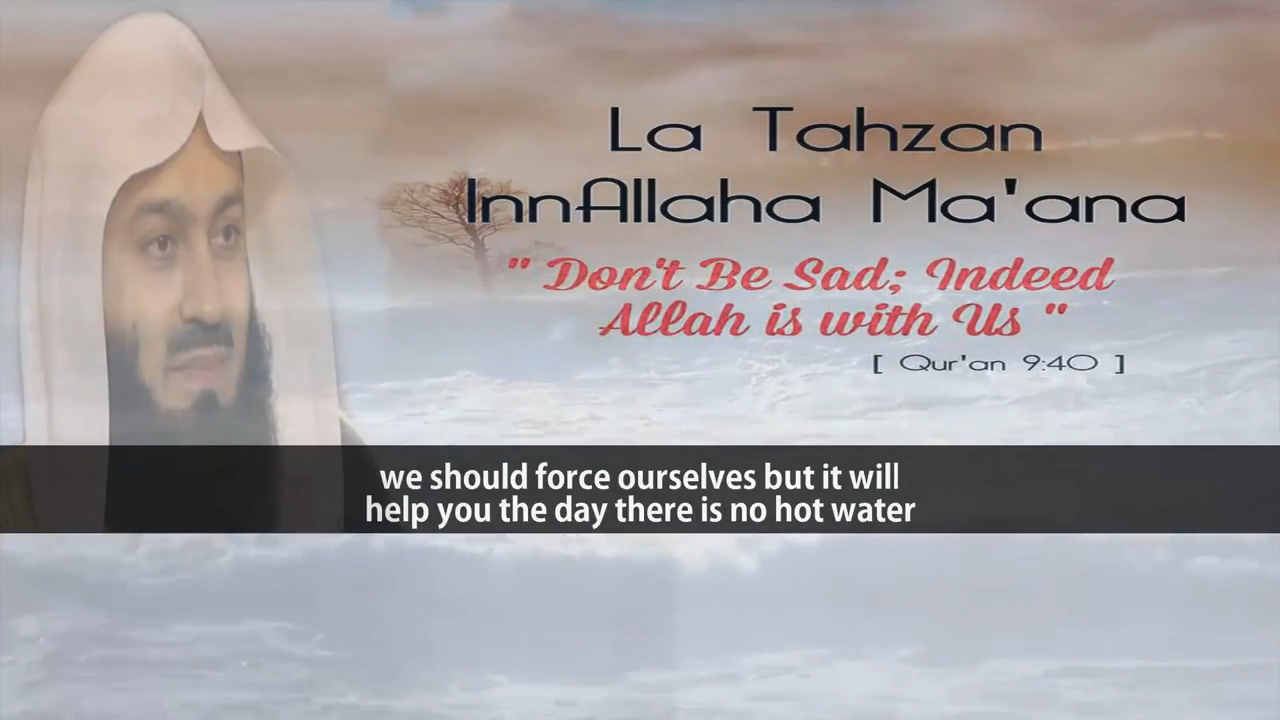 La Tahzan
InnAllaha Ma'ana
" Don't Be Sad; Indeed
Allah is with Us "
[ Qur'an 9:40 ]
we should force ourselves but it will
help you the day there is no hot water